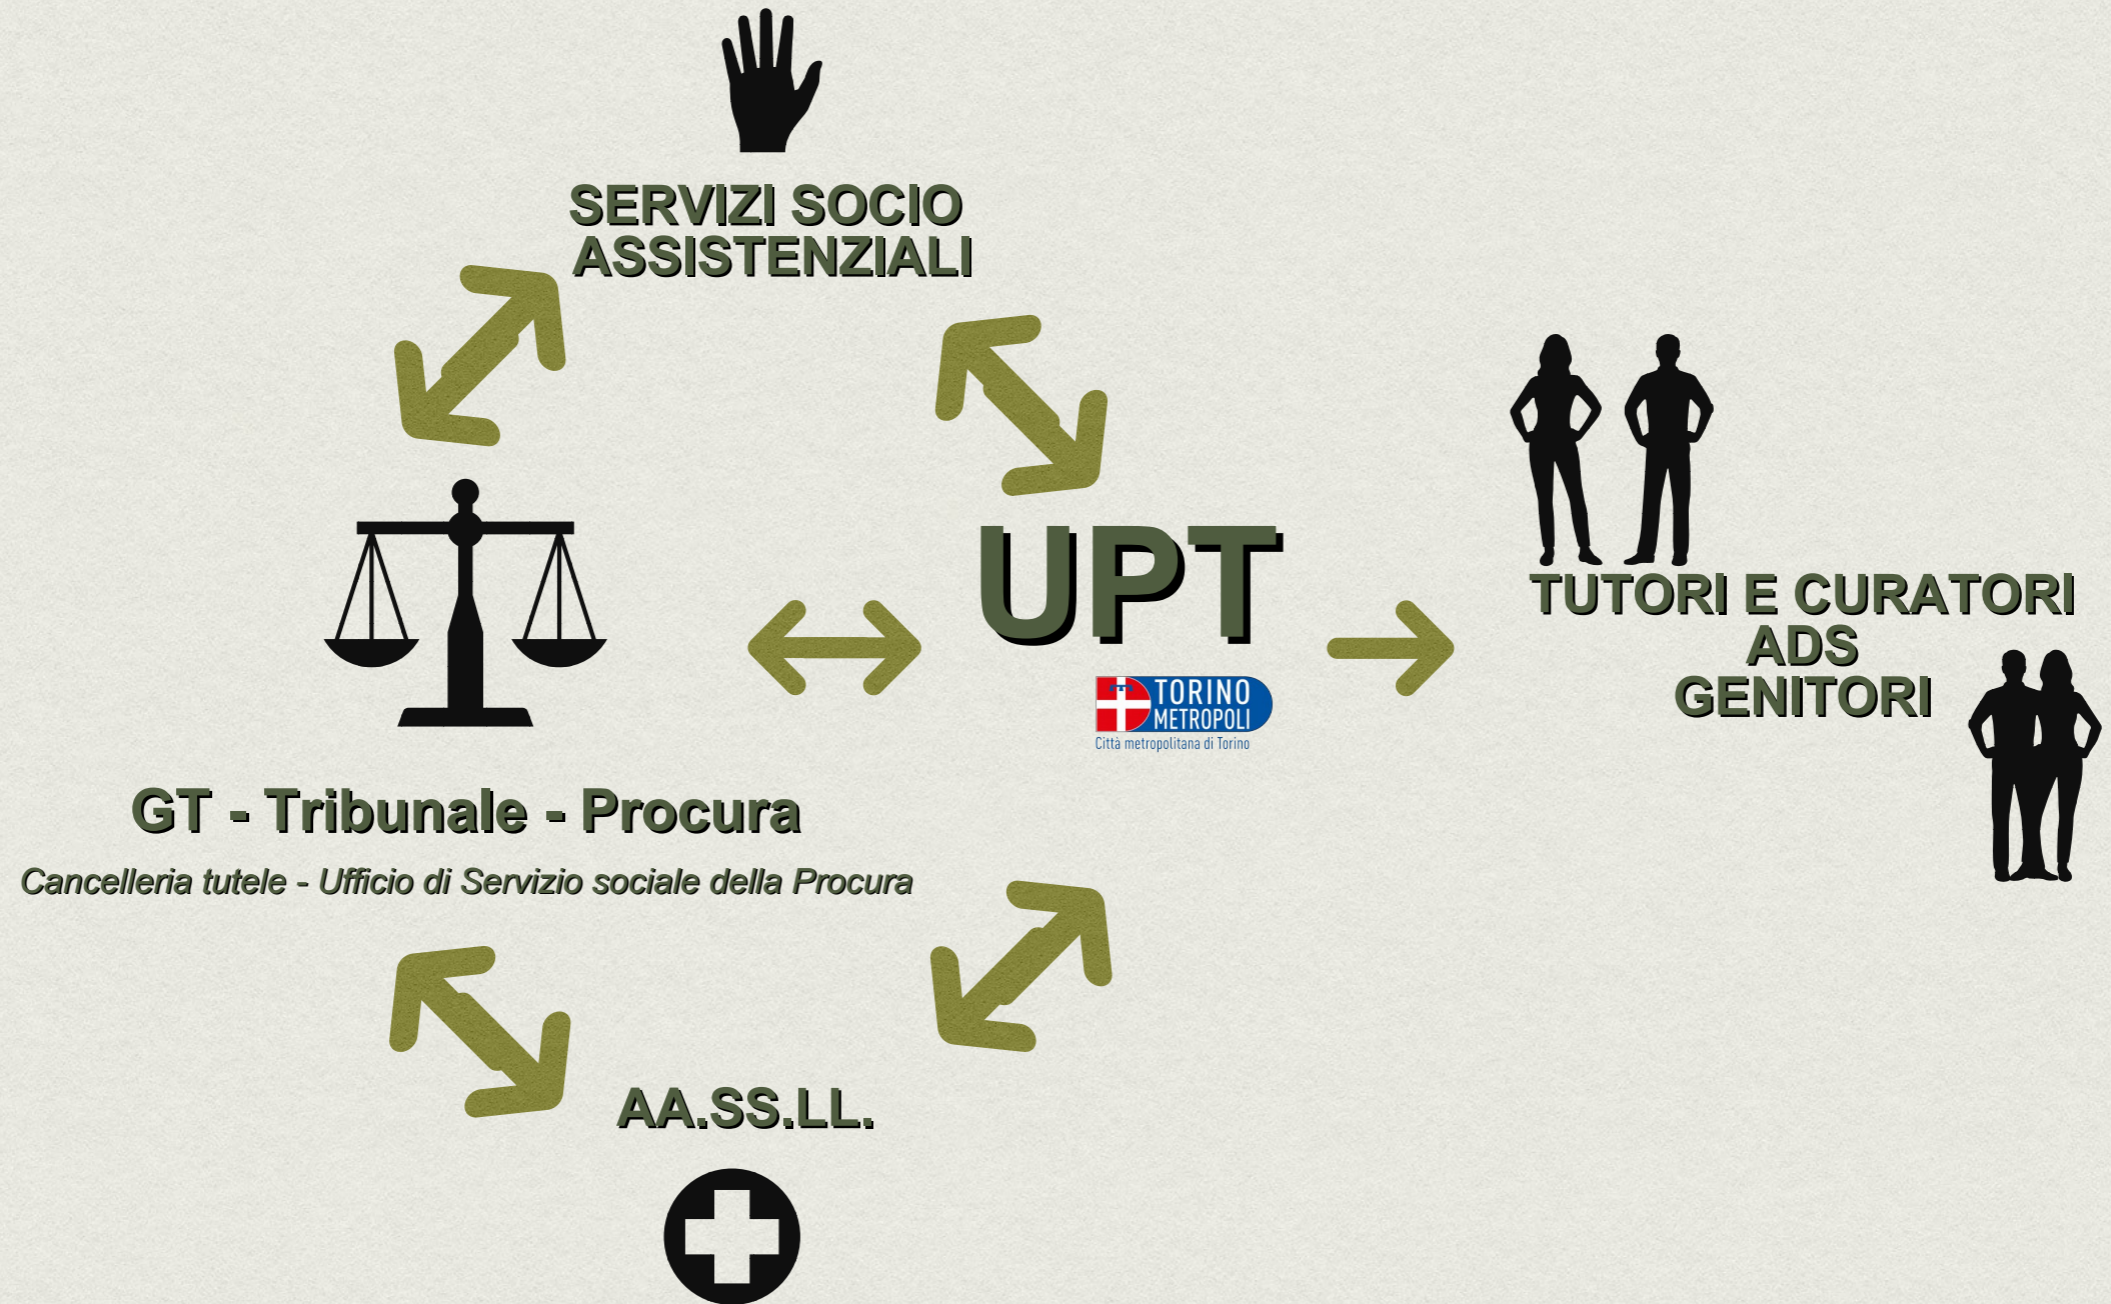 SERVIZI SOCIO
ASSISTENZIALI
UPT
TORINO
METROPOLI
Città metropolitana di Torino
TUTORI E CURATORI
ADS
GENITORI
GT - Tribunale - Procura
Cancelleria tutele - Ufficio di Servizio sociale della Procura
AA.SS.LL.